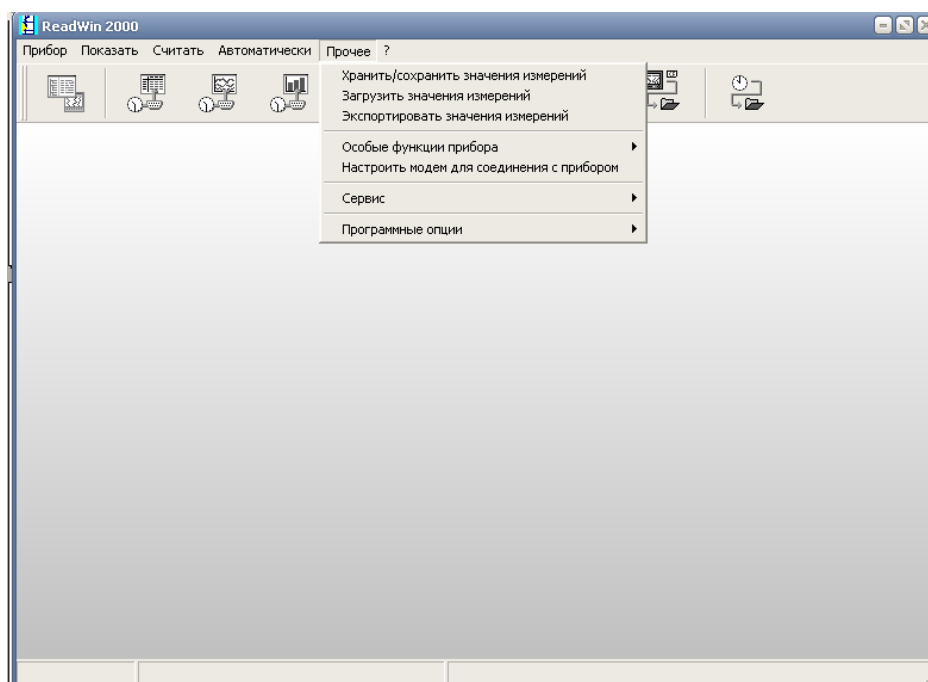 ReadWin 2000
Прибор Показать Считать Автоматически Прочее ?
Хранить/сохранить значения измерений
Загрузить значения измерений
Экспортировать значения измерений
Особые функции прибора
Настроить модем для соединения с прибором
Сервис
Программные опции